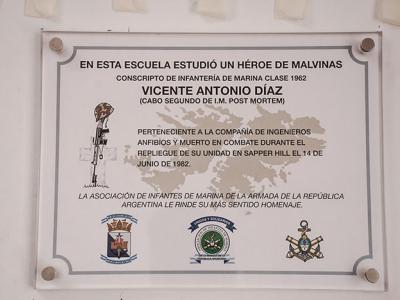 EN ESTA ESCUELA ESTUDIÓ UN HÉROE DE MALVINAS
CONSCRIPTO DE INFANTERÍA DE MARINA CLASE 1962
VICENTE ANTONIO DÍAZ
(CABO SEGUNDO DE I.M. POST MORTEM)
PERTENECIENTE A LA COMPAÑÍA DE INGENIEROS
ANFIBIOS Y MUERTO EN COMBATE DURANTE EL
REPLIEGUE DE SU UNIDAD EN SAPPER HILL EL 14 DE
JUNIO DE 1982.
LA ASOCIACIÓN DE INFANTES DE MARINA DE LA ARMADA DE LA REPÚBLICA
ARGENTINA LE RINDE SU MAS SENTIDO HOMENAJE.